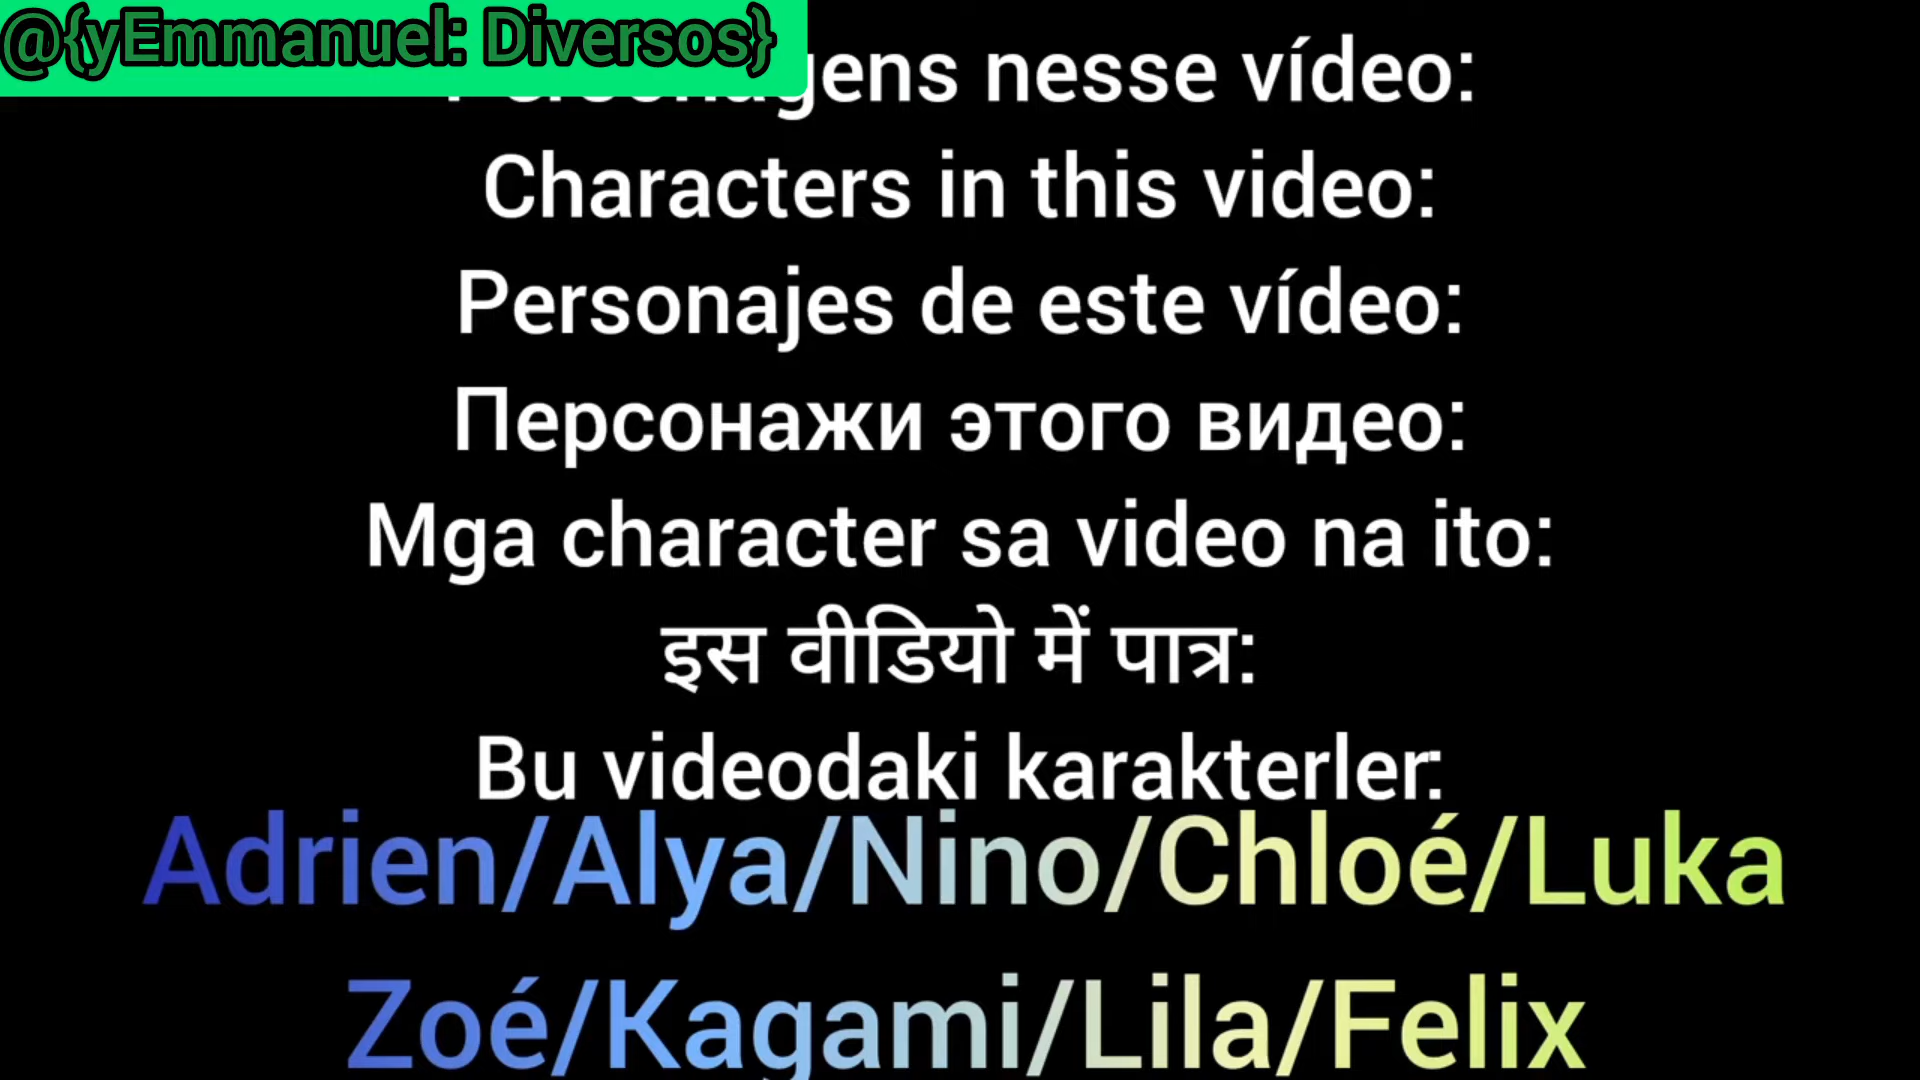 @{yEmmanuel: Diversos}
nesse vídeo:
Characters in this video:
Personajes de este vídeo:
Персонажи этого видео:
Mga character sa video na ito:
इस वीडियो में पात्र:
Bu videodaki karakterler:
Adrien/Alya/Nino/Chloé/Luka
Zoé/Kagami/Lila/Felix